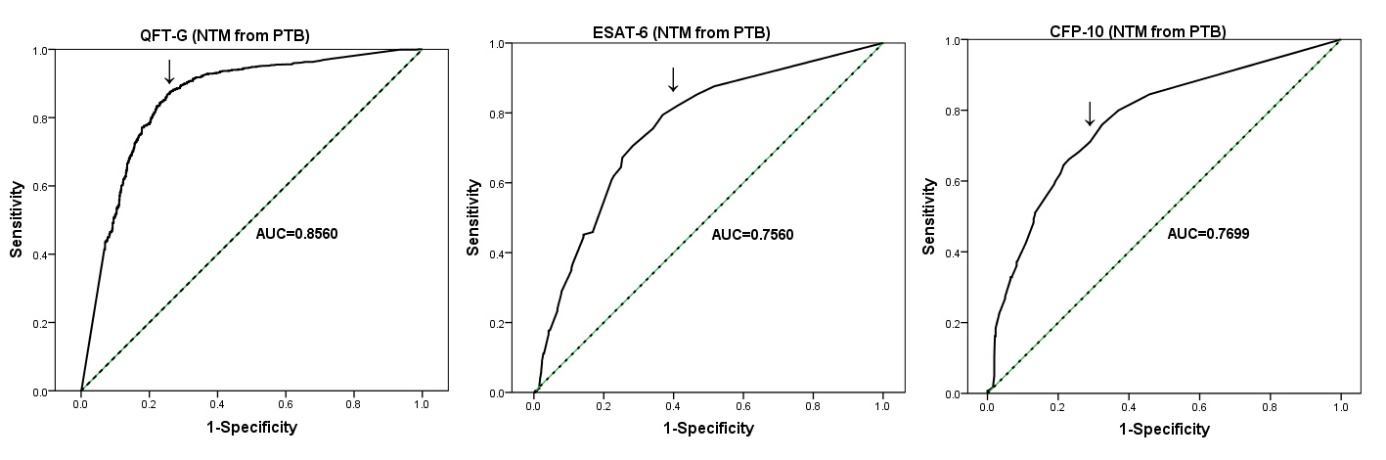 QFT-G (NTM from PTB)
1.0
0.8
0.6
0.4
0.2
0.0
Sensitivity
AUC=0.8560
0.0 0.2 0.4 0.6 0.8 1.0
1-Specificity
ESAT-6 (NTM from PTB)
1.0
0.8
0.6
0.4
0.2
0.0
Sensitivity
AUC=0.7560
0.0 0.2 0.4 0.6 0.8 1.0
1-Specificity
CFP-10 (NTM from PTB)
1.0
0.8
0.6
0.4
0.2
0.0
Sensitivity
AUC=0.7699
0.0 0.2 0.4 0.6 0.8 1.0
1-Specificity